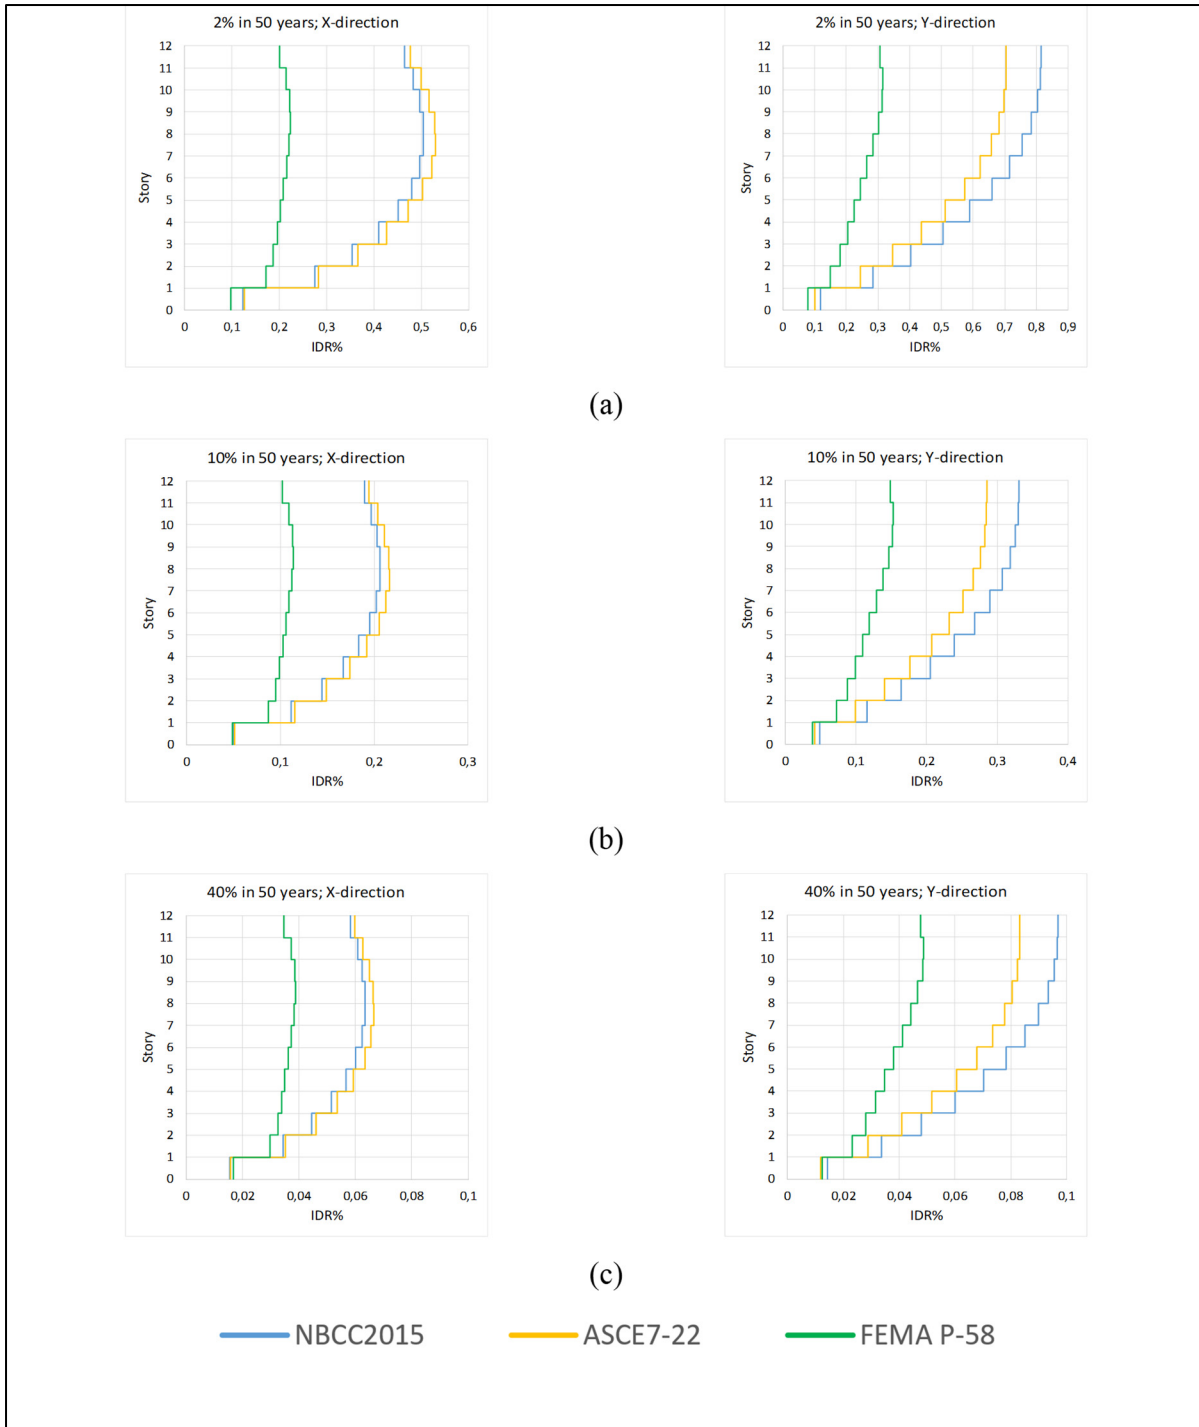 2% in 50 years; X-direction
12
11
10
9
8
7
6
5
4
3
2
1
0
Story
0 0,1 0,2 0,3 0,4 0,5 0,6
IDR%
2% in 50 years; Y-direction
12
11
10
9
8
7
6
5
4
3
2
1
0
Story
0 0,1 0,2 0,3 0,4 0,5 0,6 0,7 0,8 0,9
IDR%
(a)
10% in 50 years; X-direction
12
11
10
9
8
7
6
5
4
3
2
1
0
Story
0 0,1 0,2 0,3
IDR%
10% in 50 years; Y-direction
12
11
10
9
8
7
6
5
4
3
2
1
0
Story
0 0,1 0,2 0,3 0,4
IDR%
(b)
40% in 50 years; X-direction
12
11
10
9
8
7
6
5
4
3
2
1
0
Story
0 0,02 0,04 0,06 0,08 0,1
IDR%
40% in 50 years; Y-direction
12
11
10
9
8
7
6
5
4
3
2
1
0
Story
0 0,02 0,04 0,06 0,08 0,1
IDR%
(c)
NBCC2015 ASCE7-22 FEMA P-58